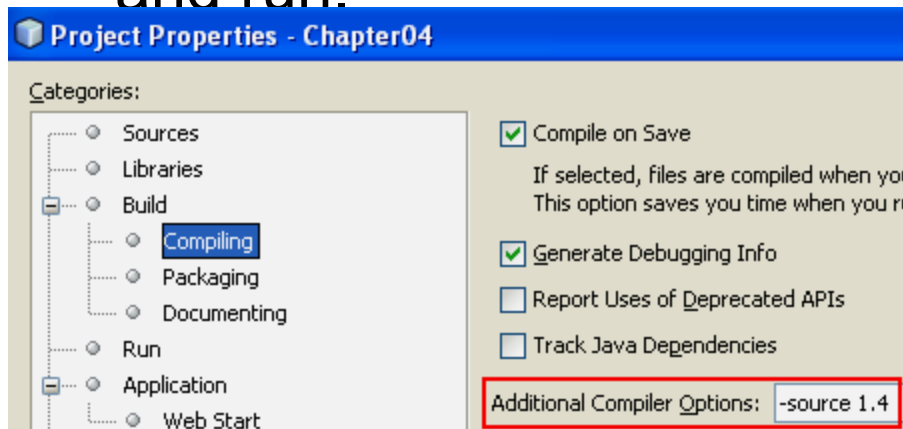 and run.
Project Properties - Chapter04
Categories:
Sources
Libraries
Build
Compiling
Packaging
Documenting
Run
Application
Web Start
Compile on Save
If selected, files are compiled when
This option saves you time when you
Generate Debugging Info
Report Uses of Deprecated APIs
Track Java Dependencies
Additional Compiler Options: -source 1.4